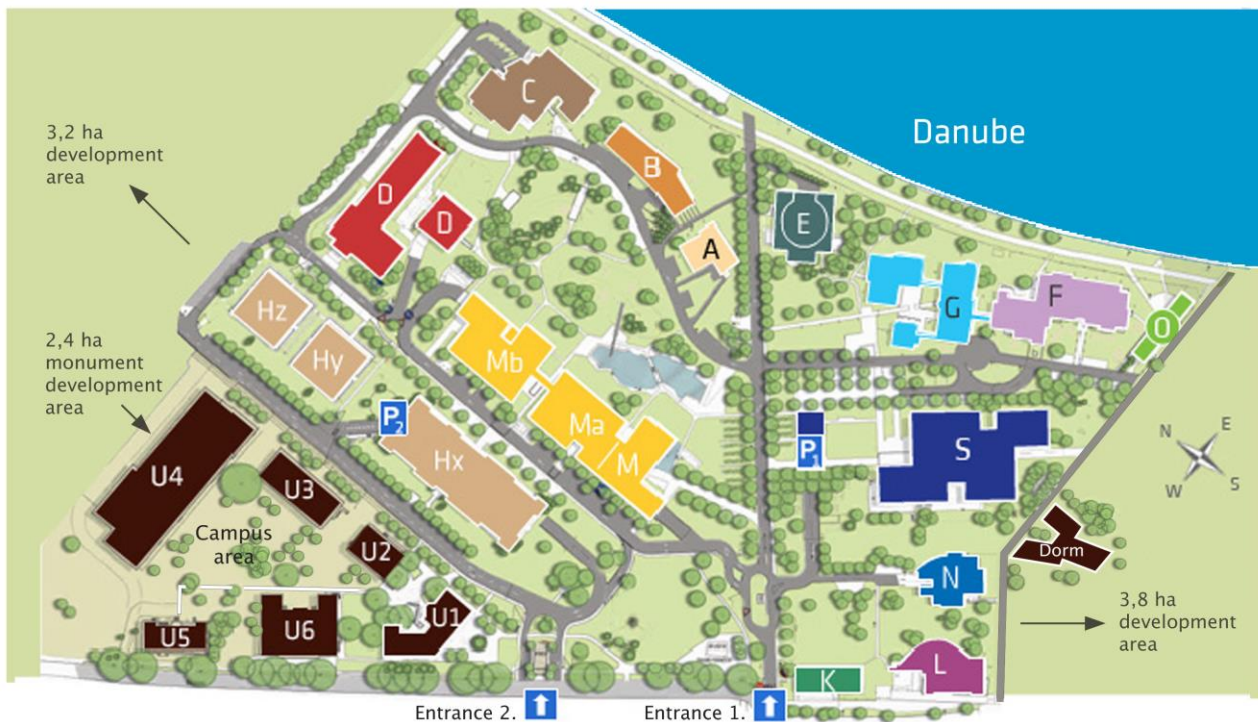 C
Danube
3,2 ha
development
area
B
D
D
E
A
G
F
O
Hz
Hy
Mb
2,4 ha
monument
development
area
P2
Ma
M
P1
S
Hx
N
E
W
S
U4
U3
Campus
area
U2
Dorm
N
U1
U5
U6
3,8 ha
development
area
L
K
Entrance 2.
Entrance 1.